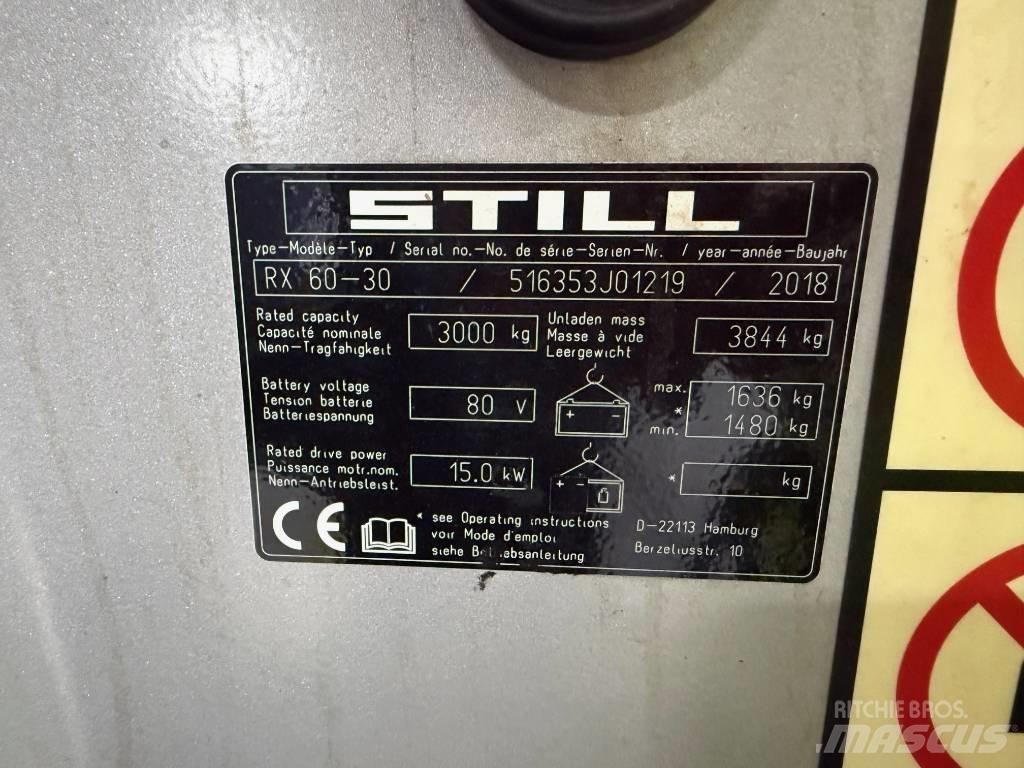 STILL
Type-Modèle-Typ / Serial no.-No. de série-Serien-Nr. / year-année-Baujahr
RX 60-30 / 516353J01219 / 2018
Rated capacity
Capacité nominale
Nenn-Tragfähigkeit
3000 kg
Unladen mass
Masse à vide
Leergewicht
3844 kg
Battery voltage
Tension batterie
Batteriespannung
80 V
+ -
max. 1636 kg
*
min. 1480 kg
Rated drive power
Puissance motr.nom.
Nenn-Antriebsleist.
15.0 kW
+ -
* kg
CE
* see Operating instructions
voir Mode d'emploi
siehe
D-22113 Hamburg
Berzeliusstr. 10
RITCHIE BROS.
MASCUS